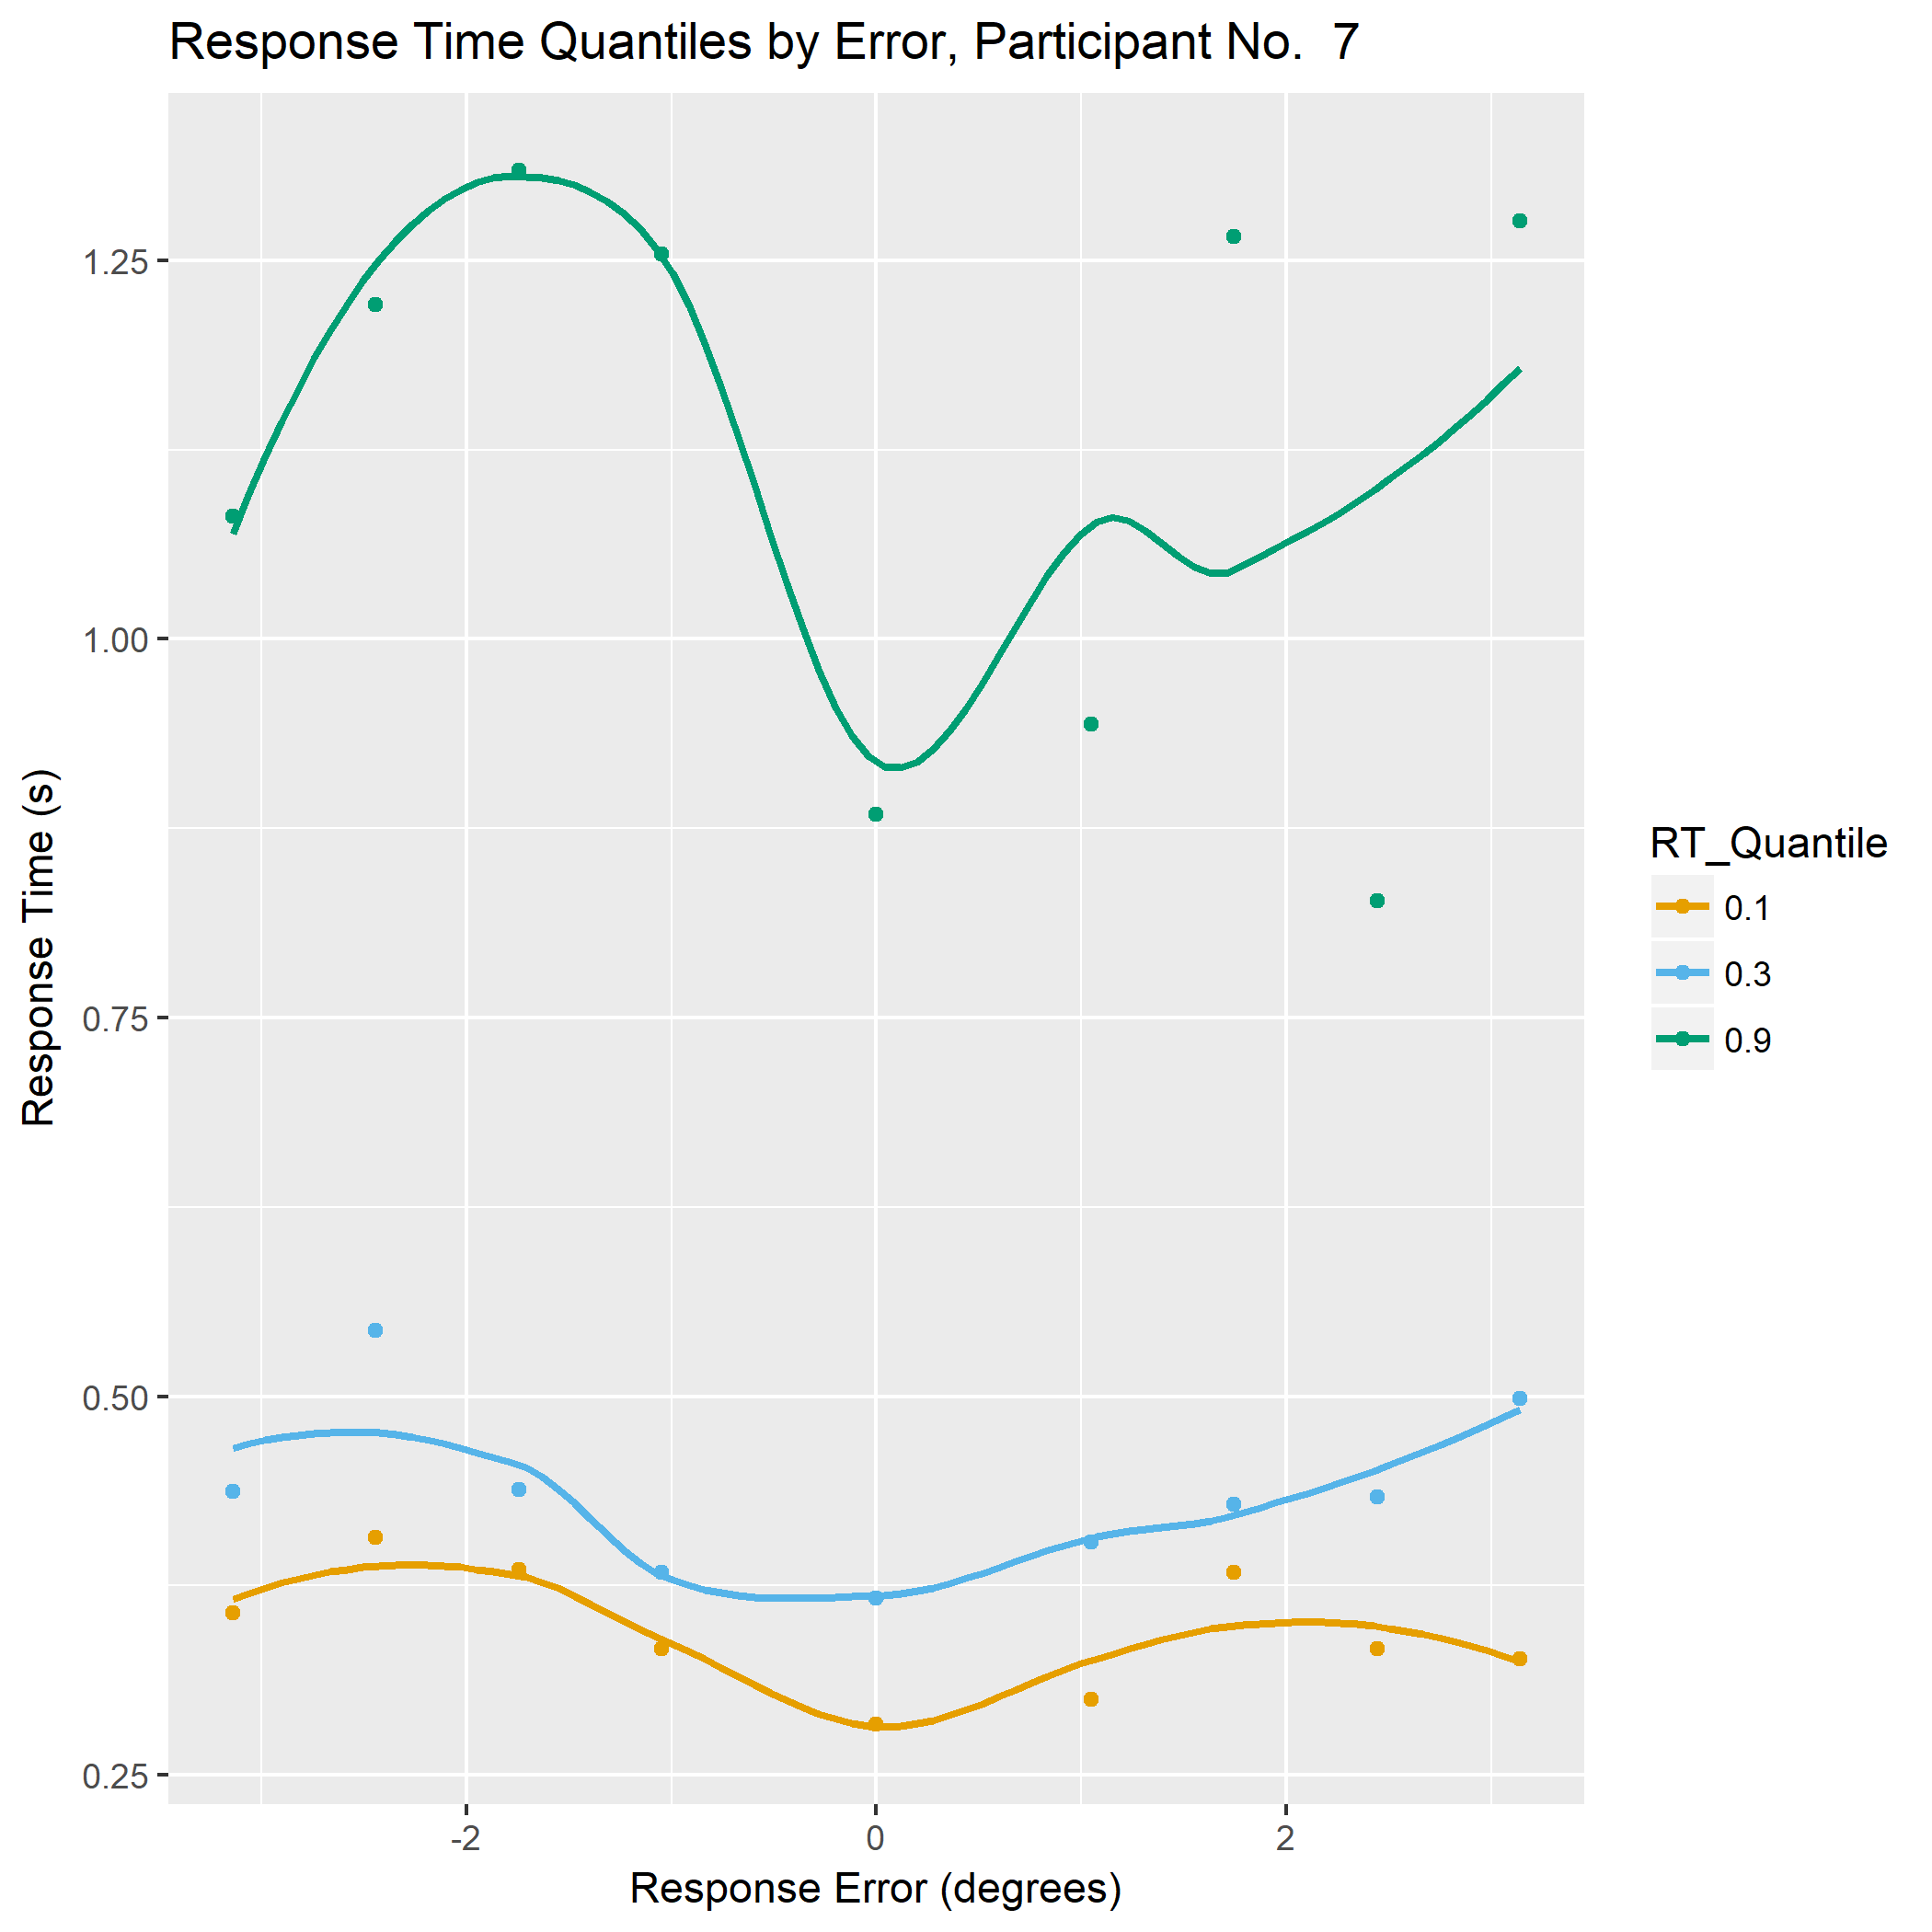 Response Time Quantiles by Error, Participant No.  7
Response Time (s)
1.25
1.00
0.75
0.50
0.25
-2
0
2
Response Error (degrees)
RT_Quantile
0.1
0.3
0.9